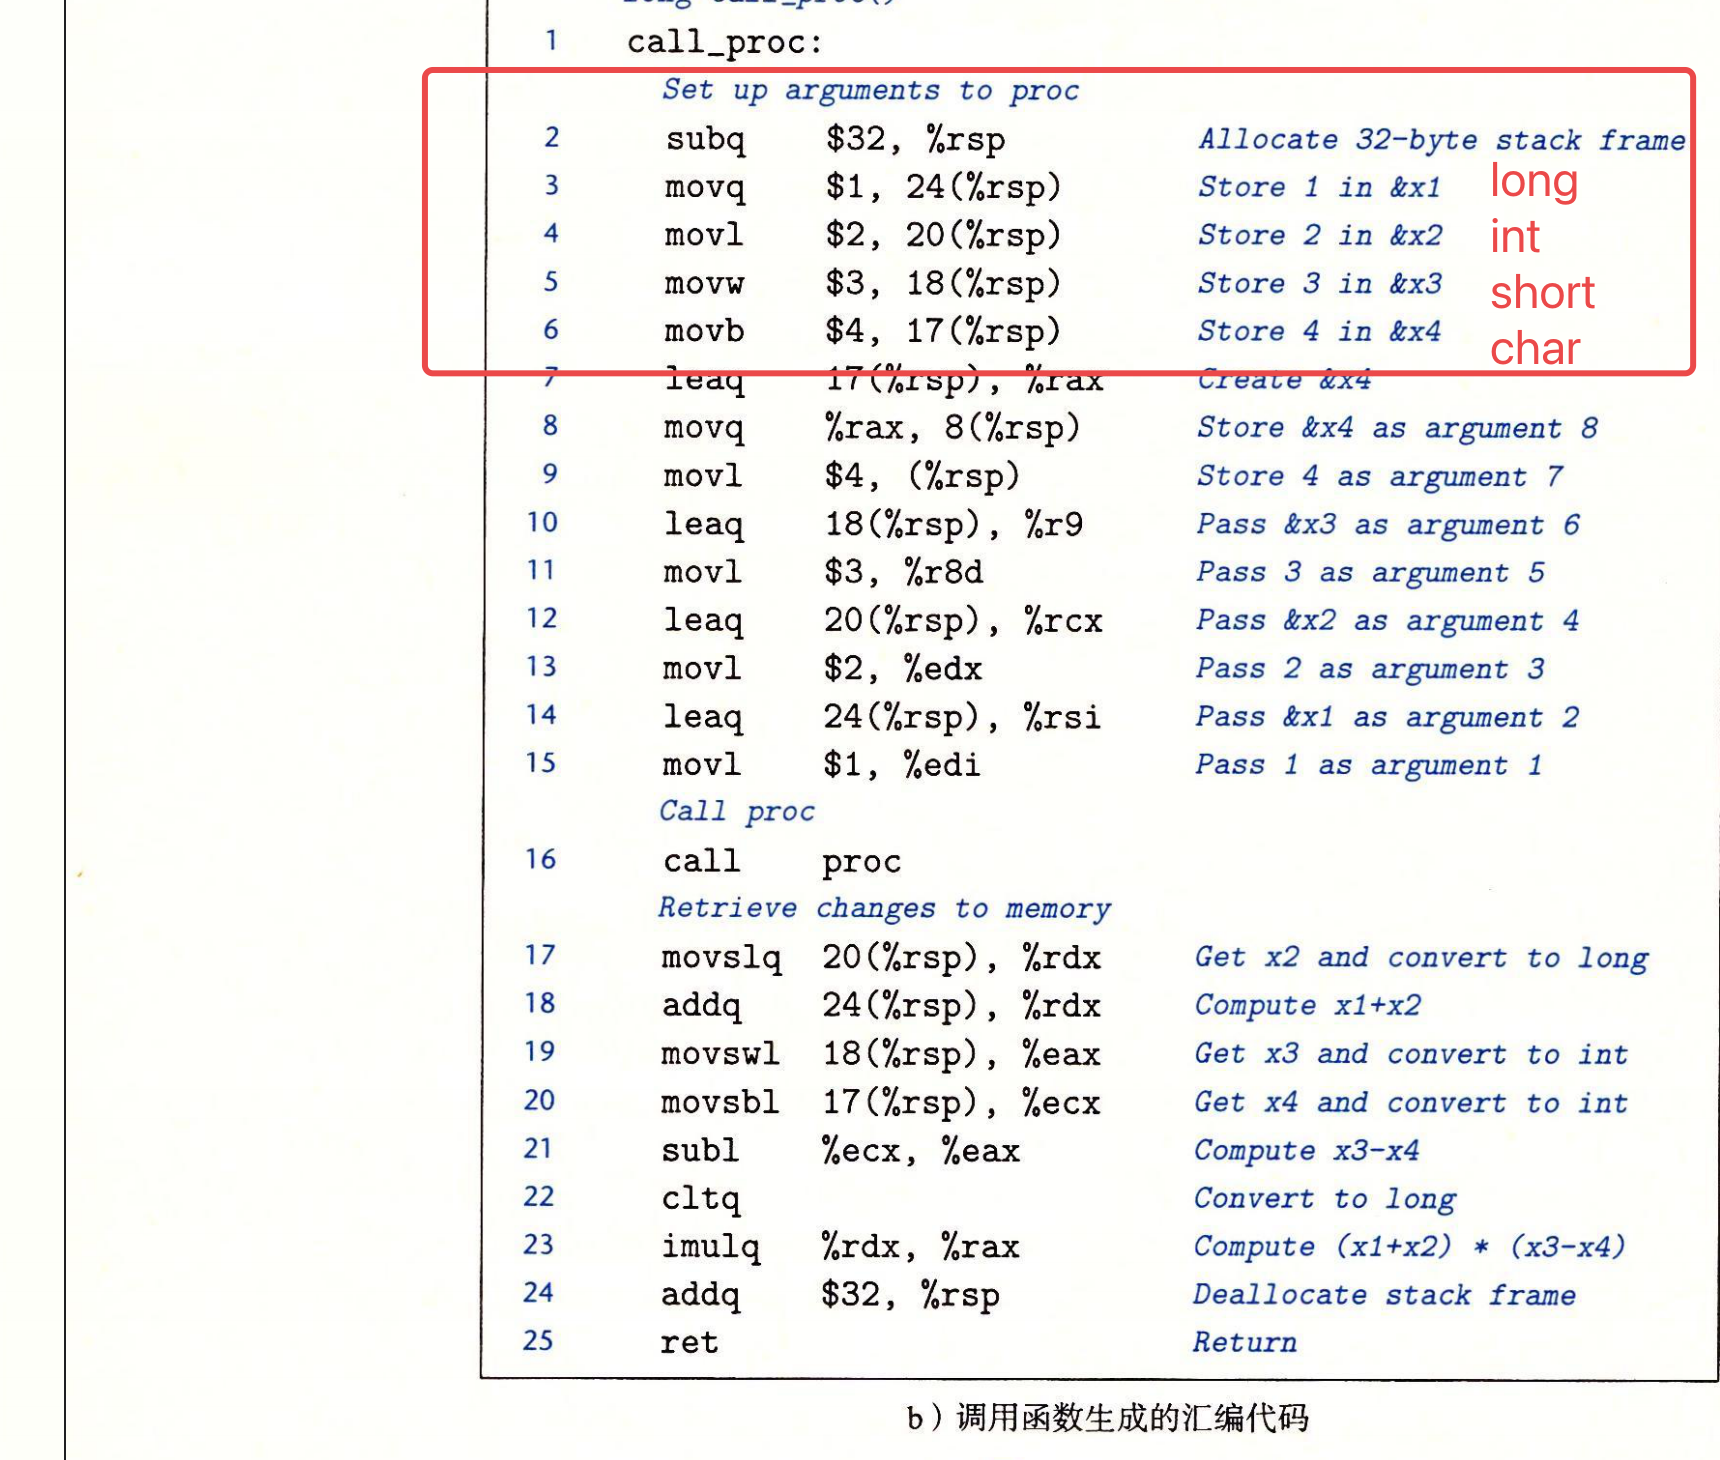 long call_proc()
1 call_proc:
Set up arguments to proc
2 subq $32, %rsp Allocate 32-byte stack frame
3 movq $1, 24(%rsp) Store 1 in &x1 long
4 movl $2, 20(%rsp) Store 2 in &x2 int
5 movw $3, 18(%rsp) Store 3 in &x3 short
6 movb $4, 17(%rsp) Store 4 in &x4 char
7 leaq 17(%rsp), %rax Create &x4
8 movq %rax, 8(%rsp) Store &x4 as argument 8
9 movl $4, (%rsp) Store 4 as argument 7
10 leaq 18(%rsp), %r9 Pass &x3 as argument 6
11 movl $3, %r8d Pass 3 as argument 5
12 leaq 20(%rsp), %rcx Pass &x2 as argument 4
13 movl $2, %edx Pass 2 as argument 3
14 leaq 24(%rsp), %rsi Pass &x1 as argument 2
15 movl $1, %edi Pass 1 as argument 1
Call proc
16 call proc
Retrieve changes to memory
17 movslq 20(%rsp), %rdx Get x2 and convert to long
18 addq 24(%rsp), %rdx Compute x1+x2
19 movswl 18(%rsp), %eax Get x3 and convert to int
20 movsbl 17(%rsp), %ecx Get x4 and convert to int
21 subl %ecx, %eax Compute x3-x4
22 cltq Convert to long
23 imulq %rdx, %rax Compute (x1+x2) * (x3-x4)
24 addq $32, %rsp Deallocate stack frame
25 ret Return
b）调用函数生成的汇编代码